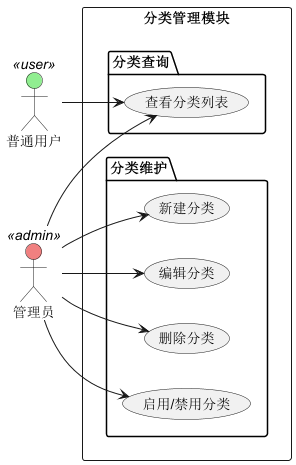 分类管理模块
分类查询
«user»
查看分类列表
普通用户
分类维护
新建分类
«admin»
编辑分类
管理员
删除分类
启用/禁用分类